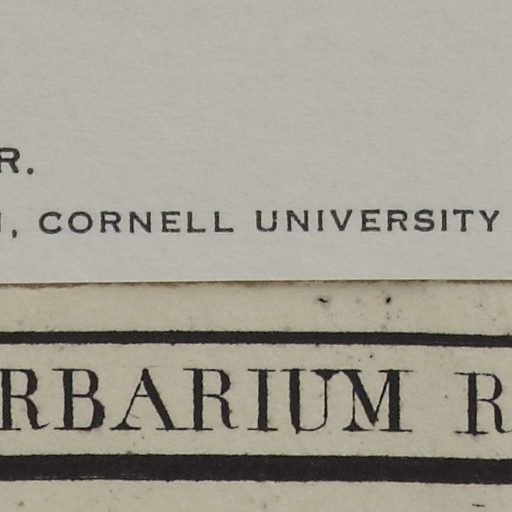 R.
, CORNELL UNIVERSITY
RBARIUM R